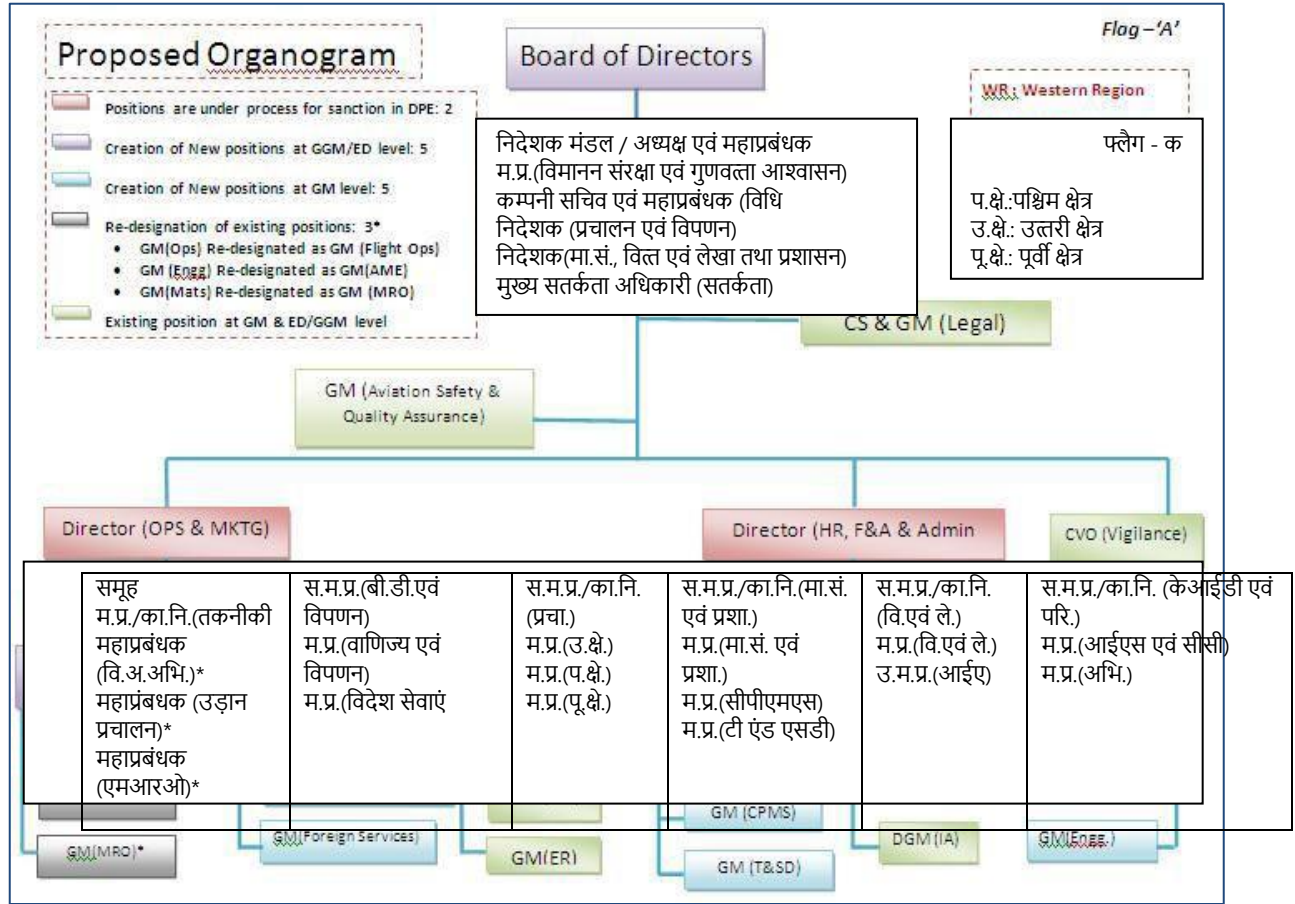 Flag –‘A’
Proposed Organogram
Board of Directors
WR : Western Region
Positions are under process for sanction in DPE: 2
Creation of New positions at GGM/ED level: 5
Creation of New positions at GM level: 5
Re-designation of existing positions: 3*
• GM(Ops) Re-designated as GM (Flight Ops)
• GM (Engg) Re-designated as GM(AME)
• GM(Mats) Re-designated as GM (MRO)
Existing position at GM & ED/GGM level
निदेशक मंडल / अध्यक्ष एवं महाप्रबंधक
म.प्र.(विमानन संरक्षा एवं गुणवत्ता आश्वासन)
कम्पनी सचिव एवं महाप्रबंधक (विधि
निदेशक (प्रचालन एवं विपणन)
निदेशक(मा.सं., वित्त एवं लेखा तथा प्रशासन)
मुख्य सतर्कता अधिकारी (सतर्कता)
फ्लैग - क
प.क्षे.:पश्चिम क्षेत्र
उ.क्षे.: उत्तरी क्षेत्र
पू.क्षे.: पूर्वी क्षेत्र
CS & GM (Legal)
GM (Aviation Safety &
Quality Assurance)
Director (OPS & MKTG)
Director (HR, F&A & Admin
CVO (Vigilance)
समूह
म.प्र./का.नि.(तकनीकी
महाप्रबंधक
(वि.अ.अभि.)*
महाप्रंबधक (उड़ान
प्रचालन)*
महाप्रबंधक
(एमआरओ)*
स.म.प्र.(बी.डी.एवं
विपणन)
म.प्र.(वाणिज्य एवं
विपणन)
म.प्र.(विदेश सेवाएं
स.म.प्र./का.नि.
(प्रचा.)
म.प्र.(उ.क्षे.)
म.प्र.(प.क्षे.)
म.प्र.(पू.क्षे.)
स.म.प्र./का.नि.(मा.सं.
एवं प्रशा.)
म.प्र.(मा.सं. एवं
प्रशा.)
म.प्र.(सीपीएमएस)
म.प्र.(टी एंड एसडी)
स.म.प्र./का.नि.
(वि.एवं ले.)
म.प्र.(वि.एवं ले.)
उ.म.प्र.(आईए)
स.म.प्र./का.नि. (केआईडी एवं
परि.)
म.प्र.(आईएस एवं सीसी)
म.प्र.(अभि.)
GM(MRO)*
GM(Foreign Services)
GM(ER)
GM (CPMS)
GM (T&SD)
DGM (IA)
GM(Engg.)